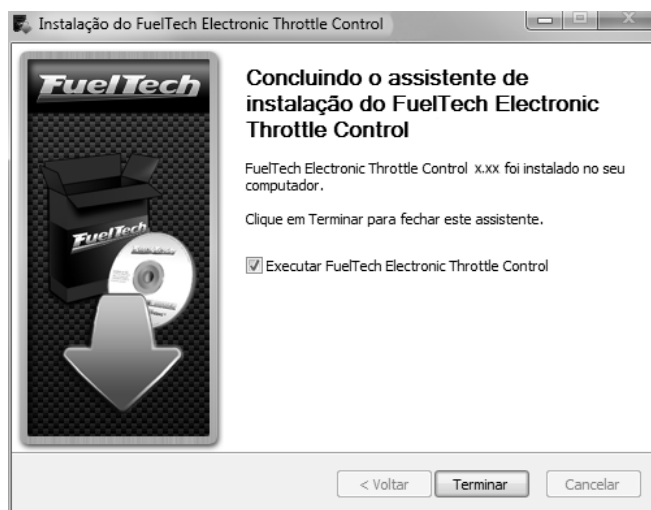 Instalação do FuelTech Electronic Throttle Control
FuelTech
Concluindo o assistente de
instalação do FuelTech Electronic
Throttle Control
FuelTech Electronic Throttle Control x.xx foi instalado no seu
computador.
Clique em Terminar para fechar este assistente.
FuelTech
Executar FuelTech Electronic Throttle Control
< Voltar
Terminar
Cancelar